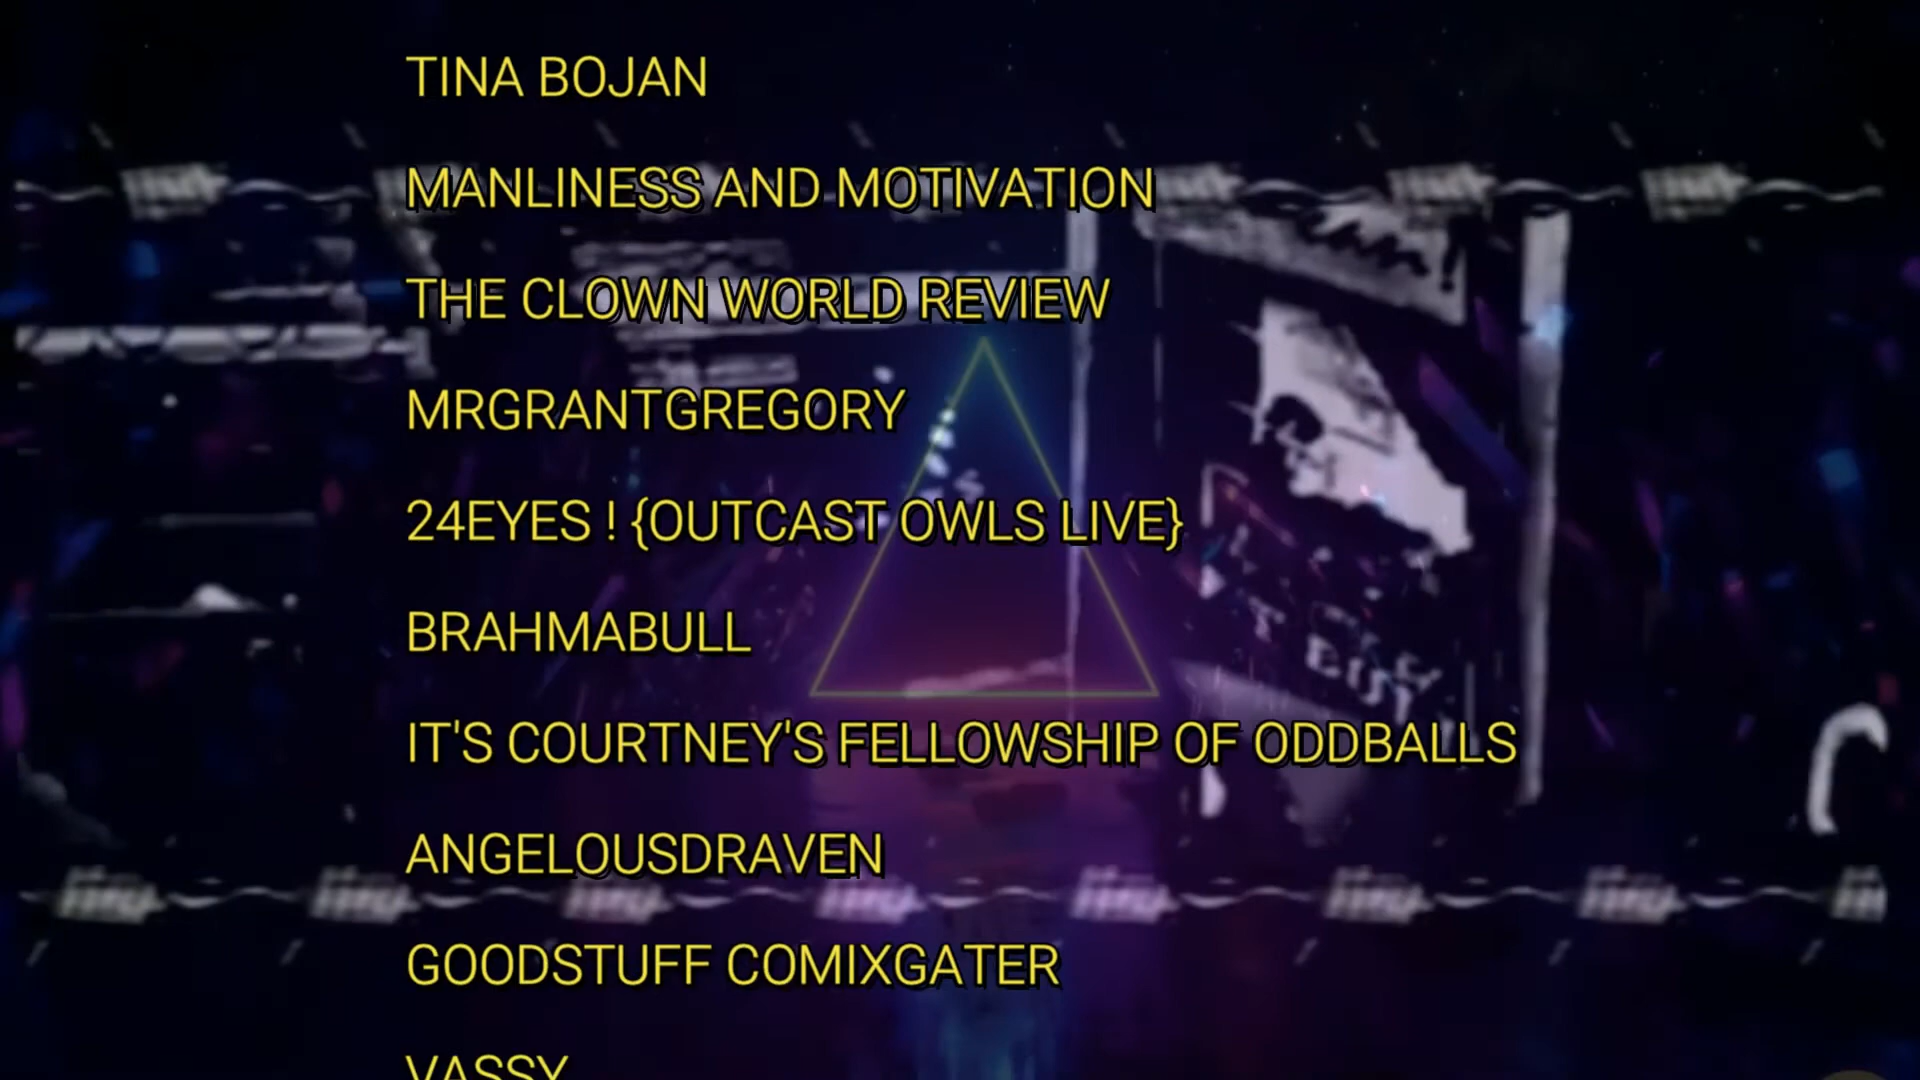 TINA BOJAN
MANLINESS AND MOTIVATION
THE CLOWN WORLD REVIEW
MRGRANTGREGORY
24EYES ! {OUTCAST OWLS LIVE}
BRAHMABULL
IT'S COURTNEY'S FELLOWSHIP OF ODDBALLS
ANGELOUSDRAVEN
GOODSTUFF COMIXGATER
VASSY